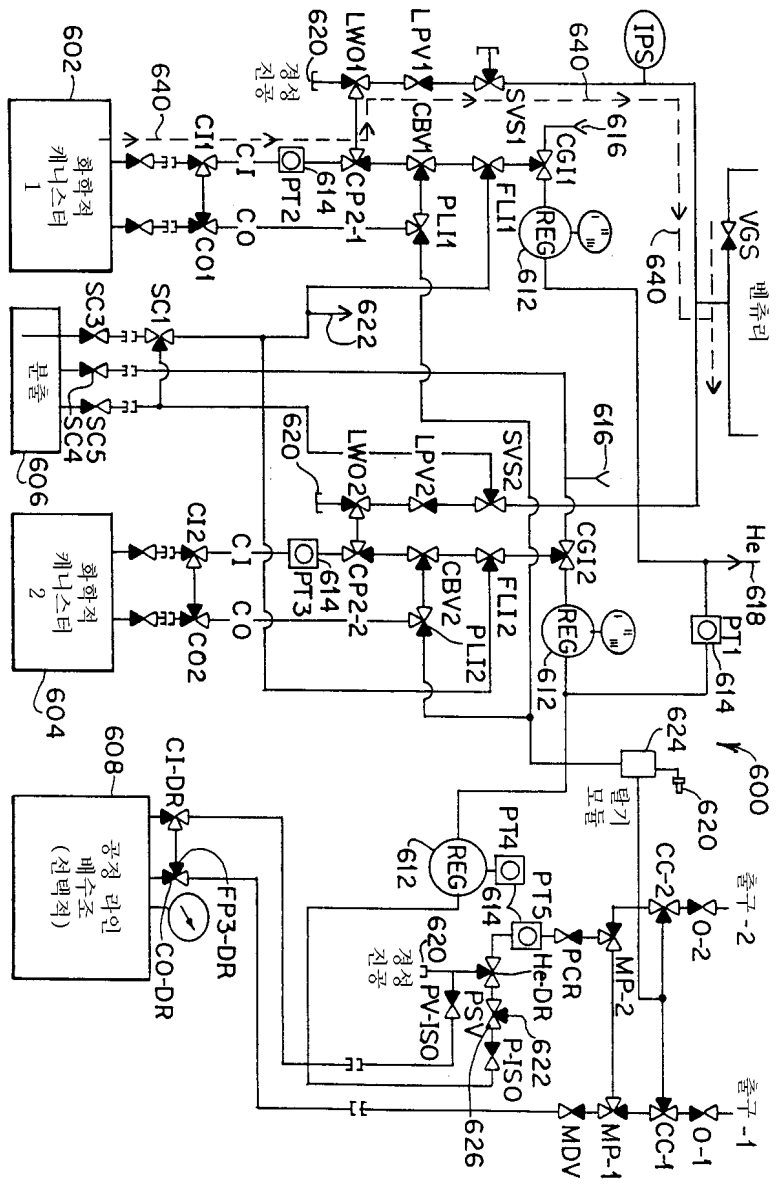 IPS
640
616
VGS
벤츄리
620
LWO1
LPV1
SVS1
경성
진공
602
640
CBV1
CGI1
640
He
618
화학적
캐니스터
1
CI1
CI
614
PT2
CP2-1
FLI1
REG
612
PT1
614
CO1
CO
PLI1
622
SC3
SC1
분출
SC5
SC4
606
620
LWO2
LPV2
SVS2
616
600
CI2
CI
614
PT3
CP2-2
CBV2
FLI2
CGI2
REG
612
624
620
탈기
모듈
화학적
캐니스터
2
CO2
CO
PLI2
604
608
CI-DR
REG
612
PT4
614
PT5
CC-2
O-2
출구-2
공정 라인
배수조
(선택적)
FP3-DR
CO-DR
620
경성
진공
PV-ISO
PSV
He-DR
PCR
MP-2
P-ISO
622
626
MDV
MP-1
CC-1
O-1
출구-1